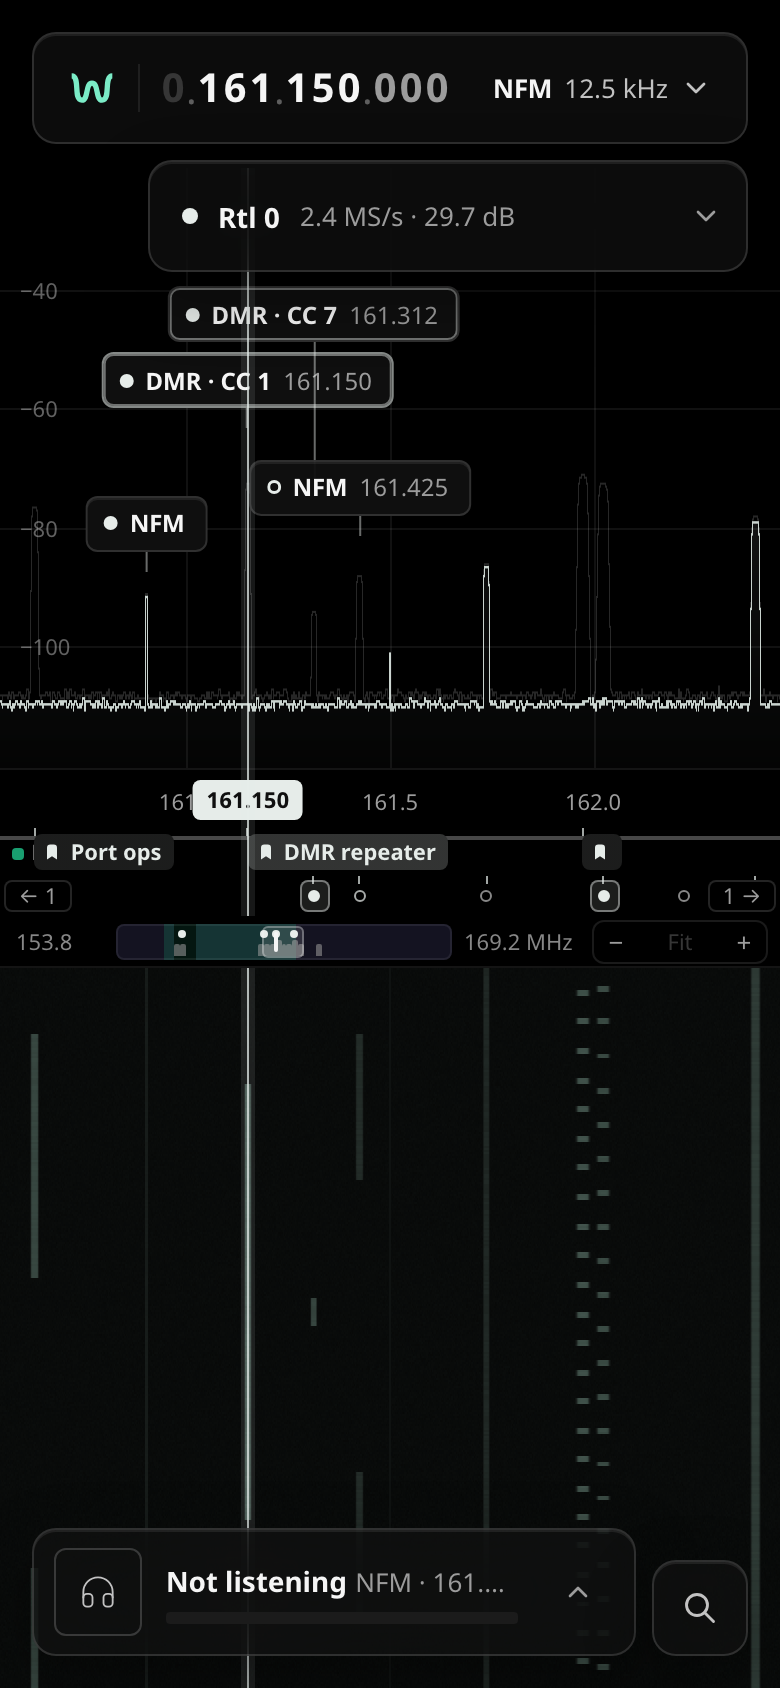 0.161.150.000 NFM 12.5 kHz
Rtl 0 2.4 MS/s · 29.7 dB
−40
DMR · CC 7 161.312
DMR · CC 1 161.150
−60
NFM 161.425
NFM
−80
−100
161 161.150 161.5 162.0
Port ops DMR repeater
← 1 1 →
153.8 169.2 MHz − Fit +
Not listening NFM · 161....